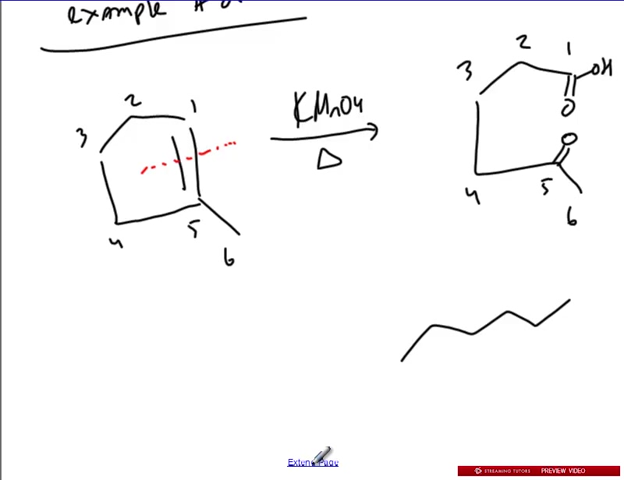 example #
1
2
3
OH
O
O
4
5
6
2
1
3
4
5
6
KMnO4
Δ
Extend Page
STREAMING TUTORS PREVIEW VIDEO